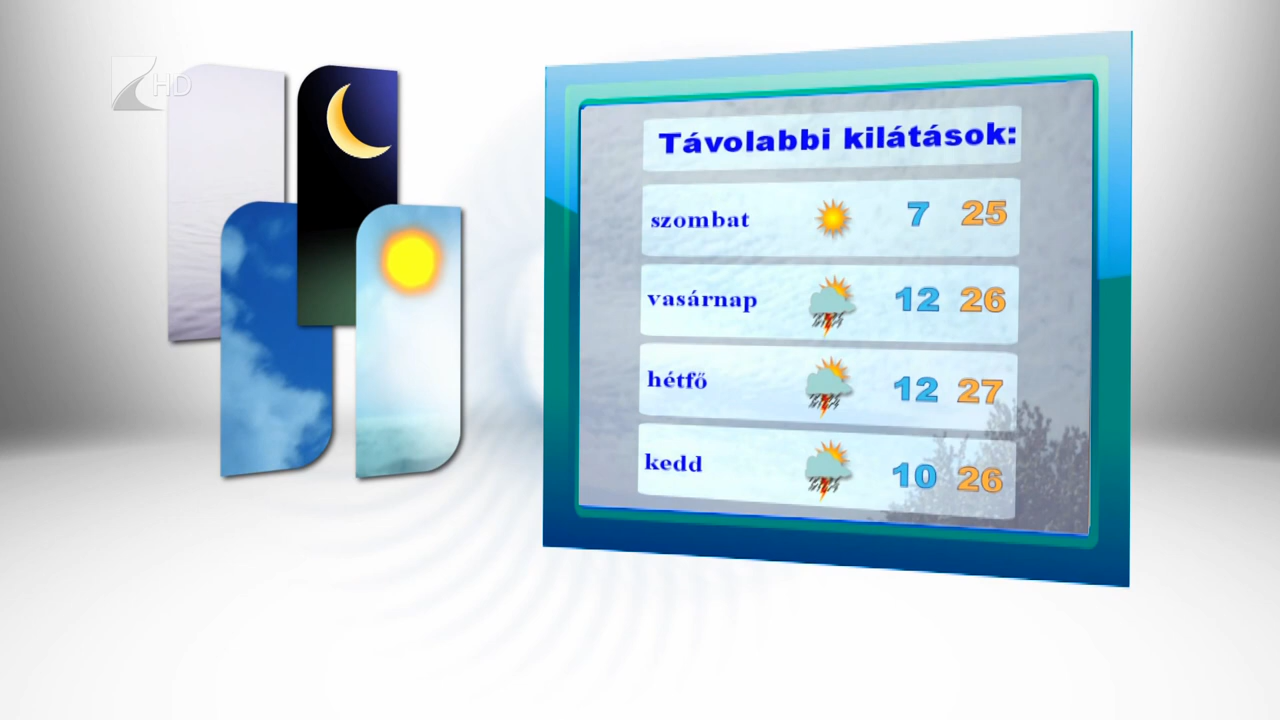 HD
Távolabbi kilátások:
szombat 7 25
vasárnap 12 26
hétfő 12 27
kedd 10 26